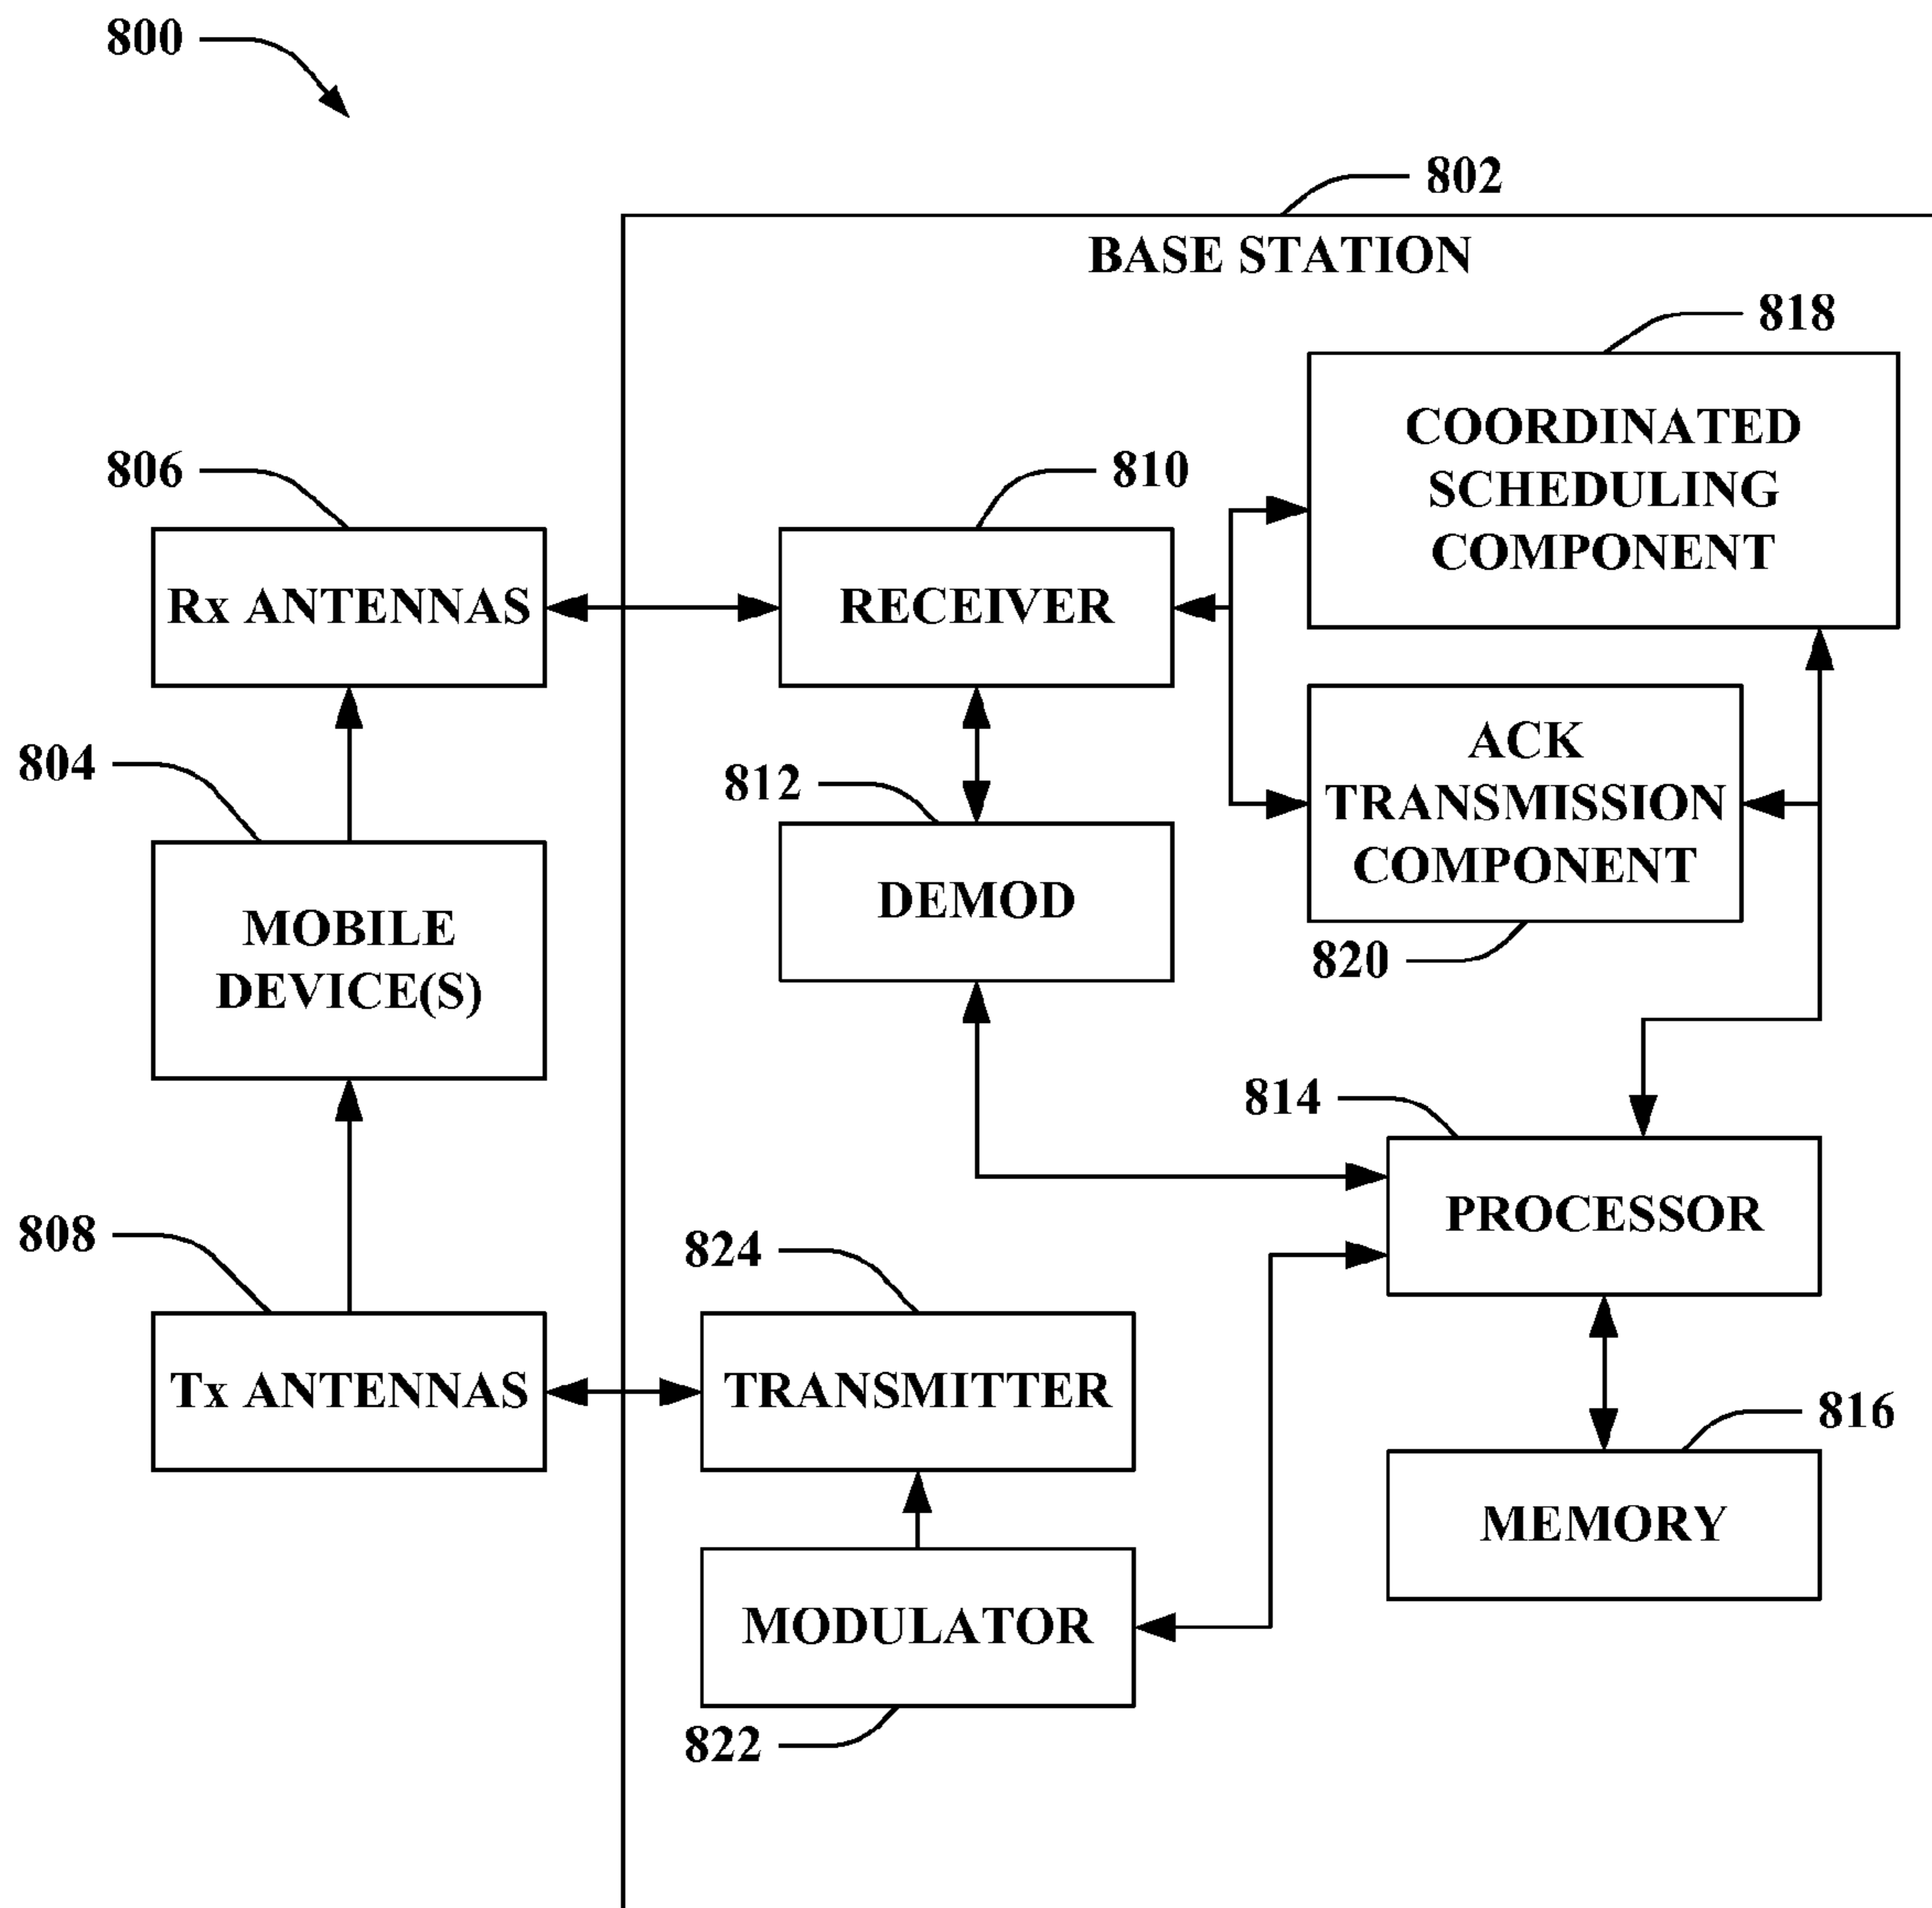 800
802
BASE STATION
818
COORDINATED
SCHEDULING
COMPONENT
806
810
Rx ANTENNAS
RECEIVER
ACK
TRANSMISSION
COMPONENT
804
812
DEMOD
820
MOBILE
DEVICE(S)
814
PROCESSOR
808
824
Tx ANTENNAS
TRANSMITTER
816
MEMORY
MODULATOR
822